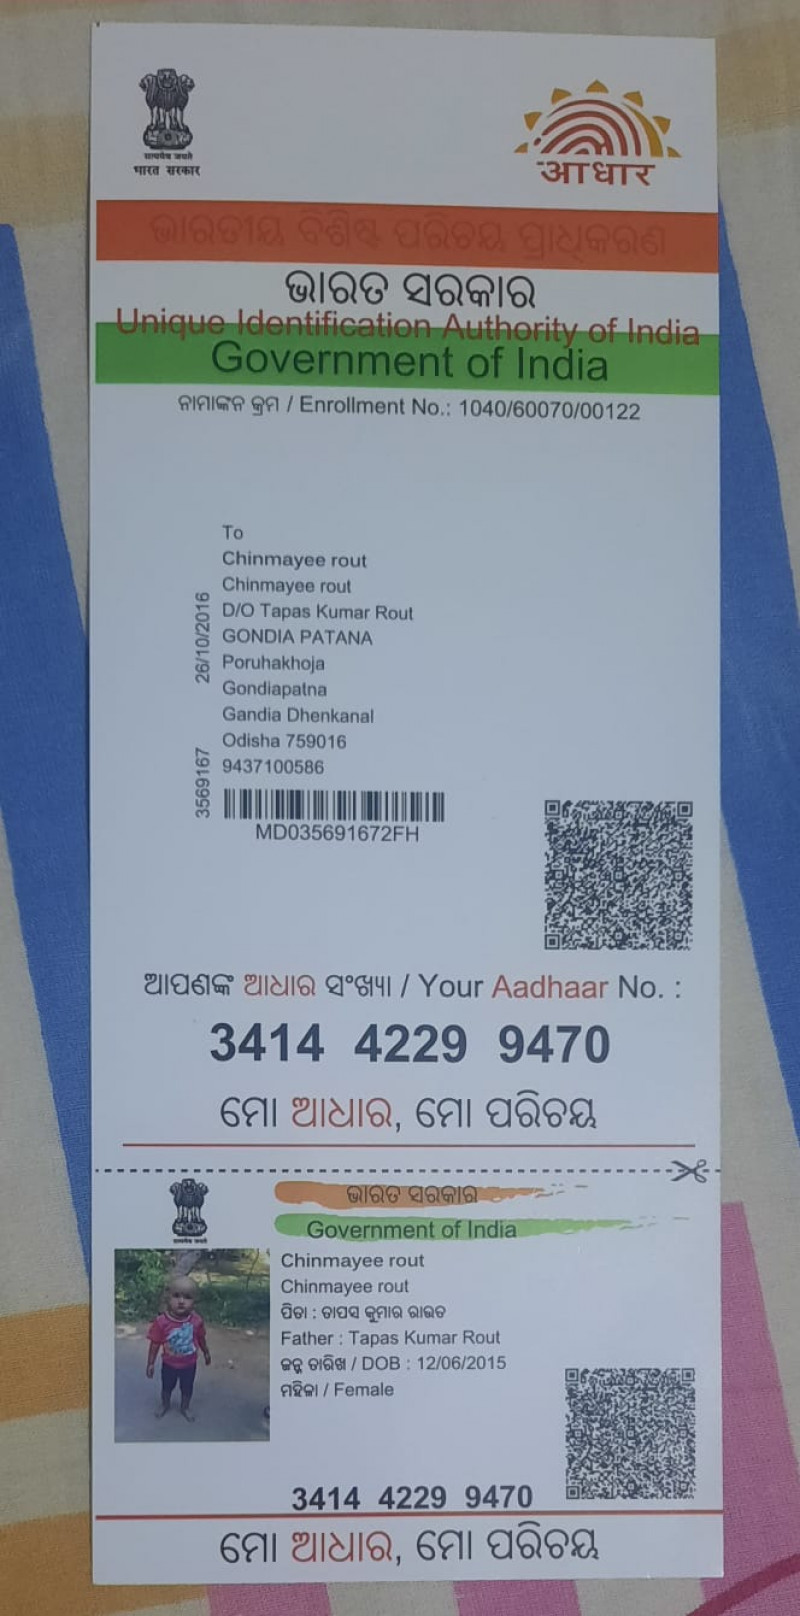 सत्यमेव जयते
भारत सरकार
आधार
ଭାରତୀୟ ବିଶିଷ୍ଟ ପରିଚୟ ପ୍ରାଧିକରଣ
ଭାରତ ସରକାର
Unique Identification Authority of India
Government of India
ନାମାଙ୍କନ କ୍ରମ / Enrollment No.: 1040/60070/00122
To
Chinmayee rout
Chinmayee rout
D/O Tapas Kumar Rout
GONDIA PATANA
Poruhakhoja
Gondiapatna
Gandia Dhenkanal
Odisha 759016
9437100586
26/10/2016
3569167
MD035691672FH
ଆପଣଙ୍କ ଆଧାର ସଂଖ୍ୟା / Your Aadhaar No. :
3414 4229 9470
ମୋ ଆଧାର, ମୋ ପରିଚୟ
ଭାରତ ସରକାର
Government of India
Chinmayee rout
Chinmayee rout
ପିତା : ତାପସ କୁମାର ରାଉତ
Father : Tapas Kumar Rout
ଜନ୍ମ ତାରିଖ / DOB : 12/06/2015
ମହିଳା / Female
3414 4229 9470
ମୋ ଆଧାର, ମୋ ପରିଚୟ